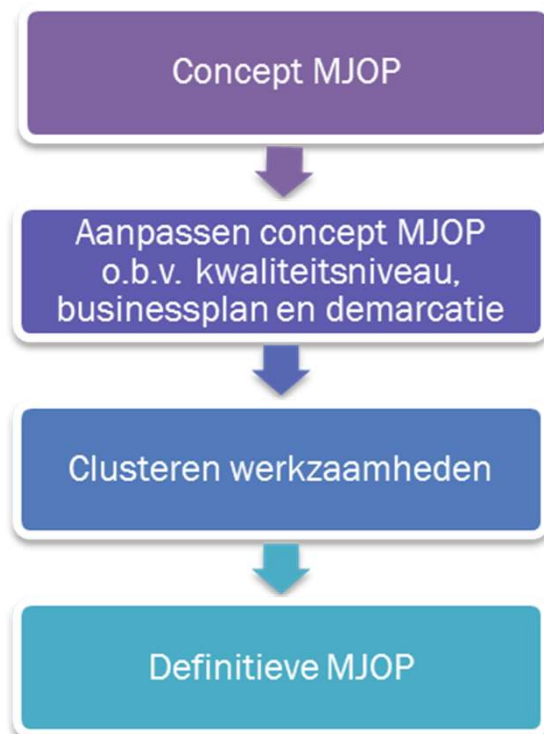 Concept MJOP
Aanpassen concept MJOP
o.b.v. kwaliteitsniveau,
businessplan en demarcatie
Clusteren werkzaamheden
Definitieve MJOP